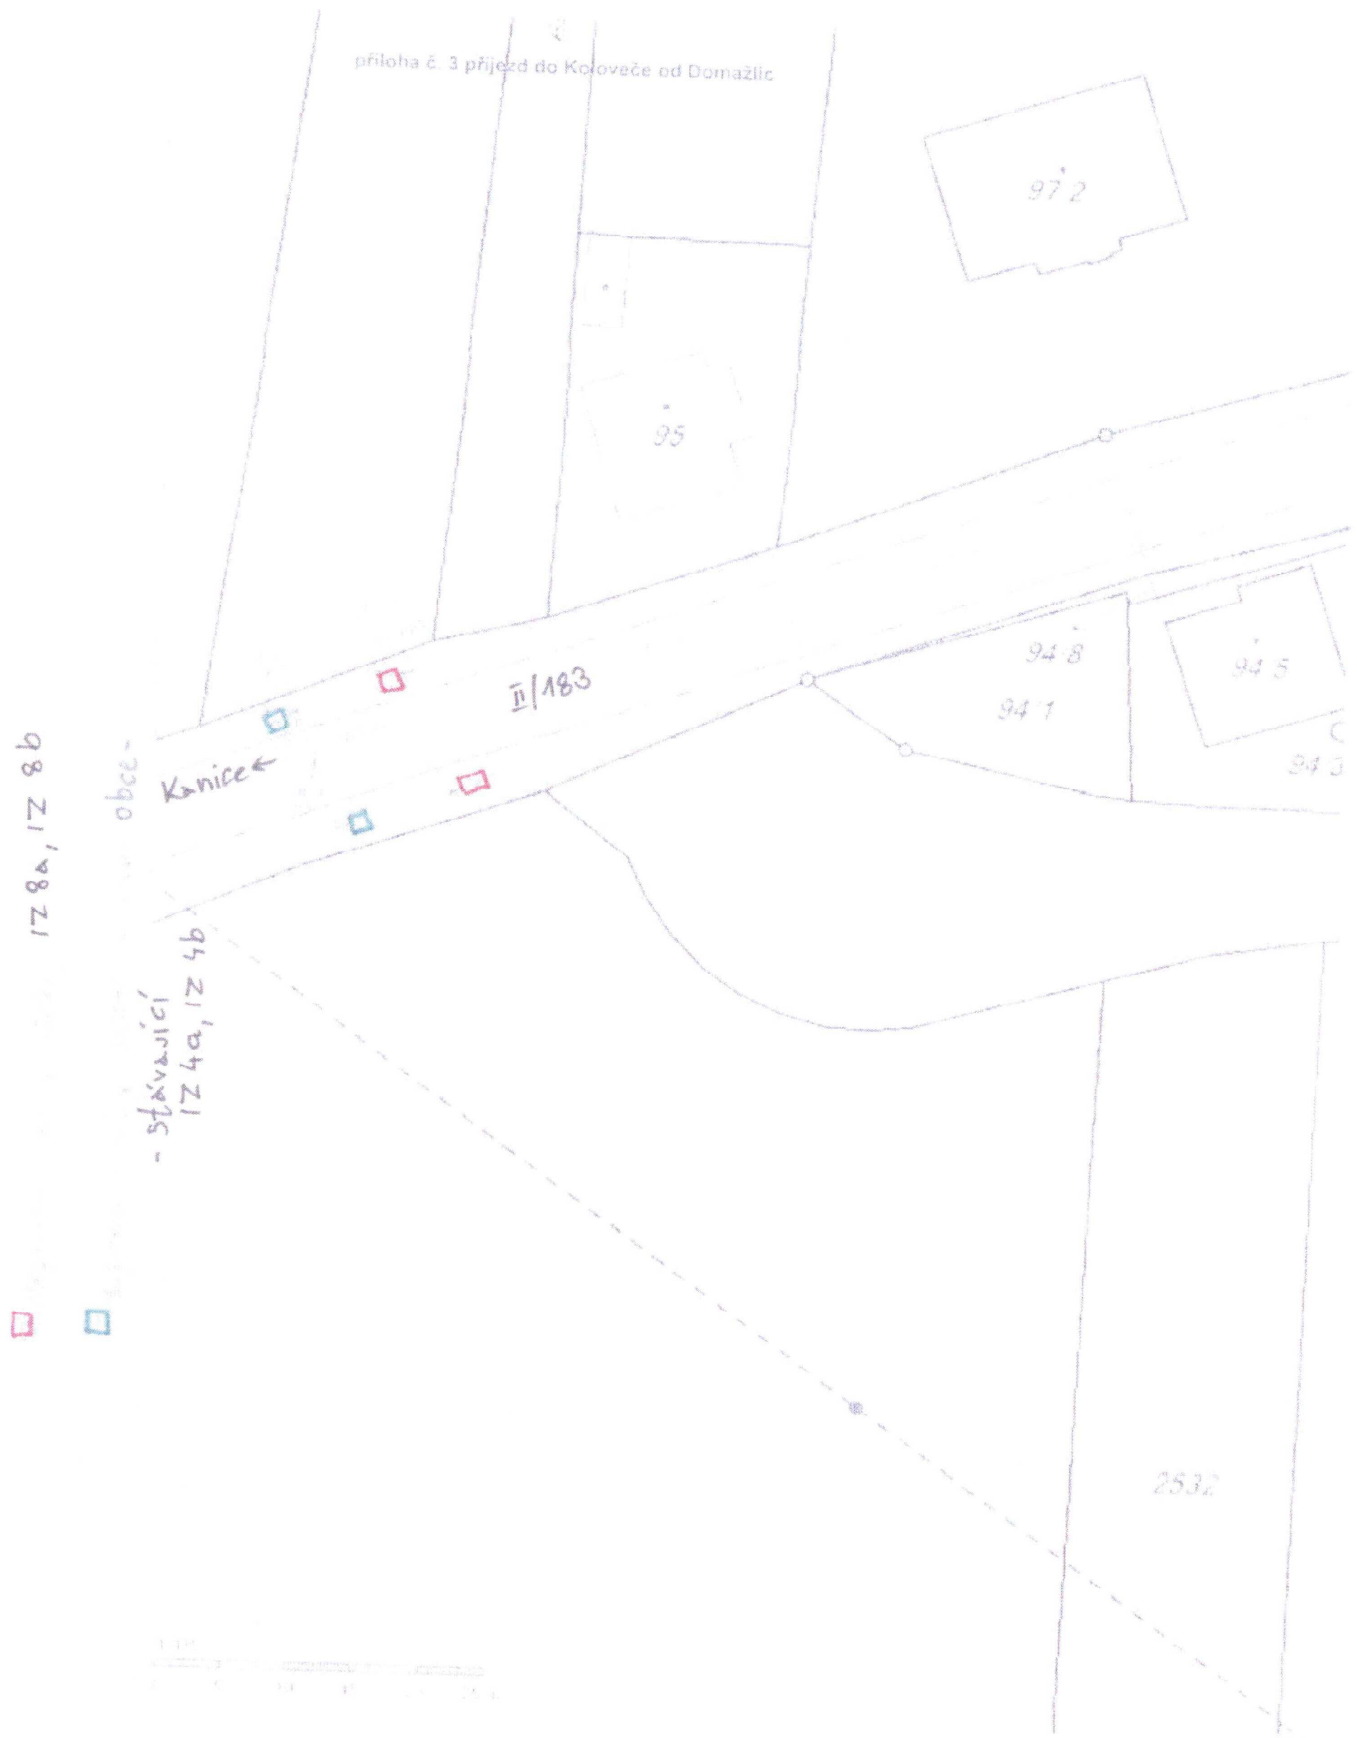 příloha č. 3 příjezd do Koloveče od Domažlic
97 2
95
94 8
94 5
94 1
94 3
II/183
Kanice←
IZ 8a, IZ 8b
obce-
- stávající
IZ 4a, IZ 4b
2532